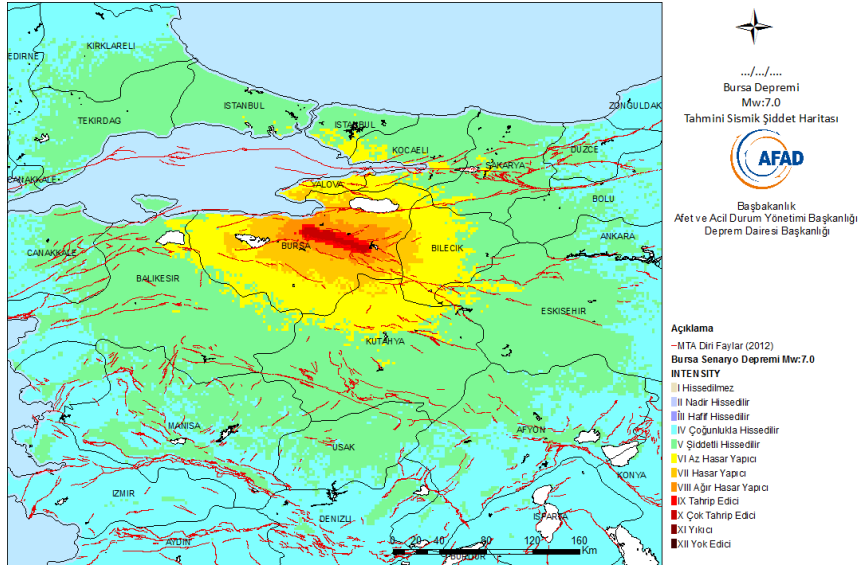 KIRKLARELI
EDIRNE
ISTANBUL
ZONGULDAK
TEKIRDAG
ISTANBUL
KOCAELI
DUZCE
SAKARYA
CANAKKALE
YALOVA
BOLU
ANKARA
BURSA
BILECIK
CANAKKALE
BALIKESIR
ESKISEHIR
KUTAHYA
MANISA
AFYON
USAK
KONYA
IZMIR
DENIZLI
ISPARTA
AYDIN
BURDUR
0 20 40 80 120 160
Km
.../.../....
Bursa Depremi
Mw:7.0
Tahmini Sismik Şiddet Haritası
AFAD
Başbakanlık
Afet ve Acil Durum Yönetimi Başkanlığı
Deprem Dairesi Başkanlığı
Açıklama
MTA Diri Faylar (2012)
Bursa Senaryo Depremi Mw:7.0
INTENSITY
I Hissedilmez
II Nadir Hissedilir
III Hafif Hissedilir
IV Çoğunlukla Hissedilir
V Şiddetli Hissedilir
VI Az Hasar Yapıcı
VII Hasar Yapıcı
VIII Ağır Hasar Yapıcı
IX Tahrip Edici
X Çok Tahrip Edici
XI Yıkıcı
XII Yok Edici